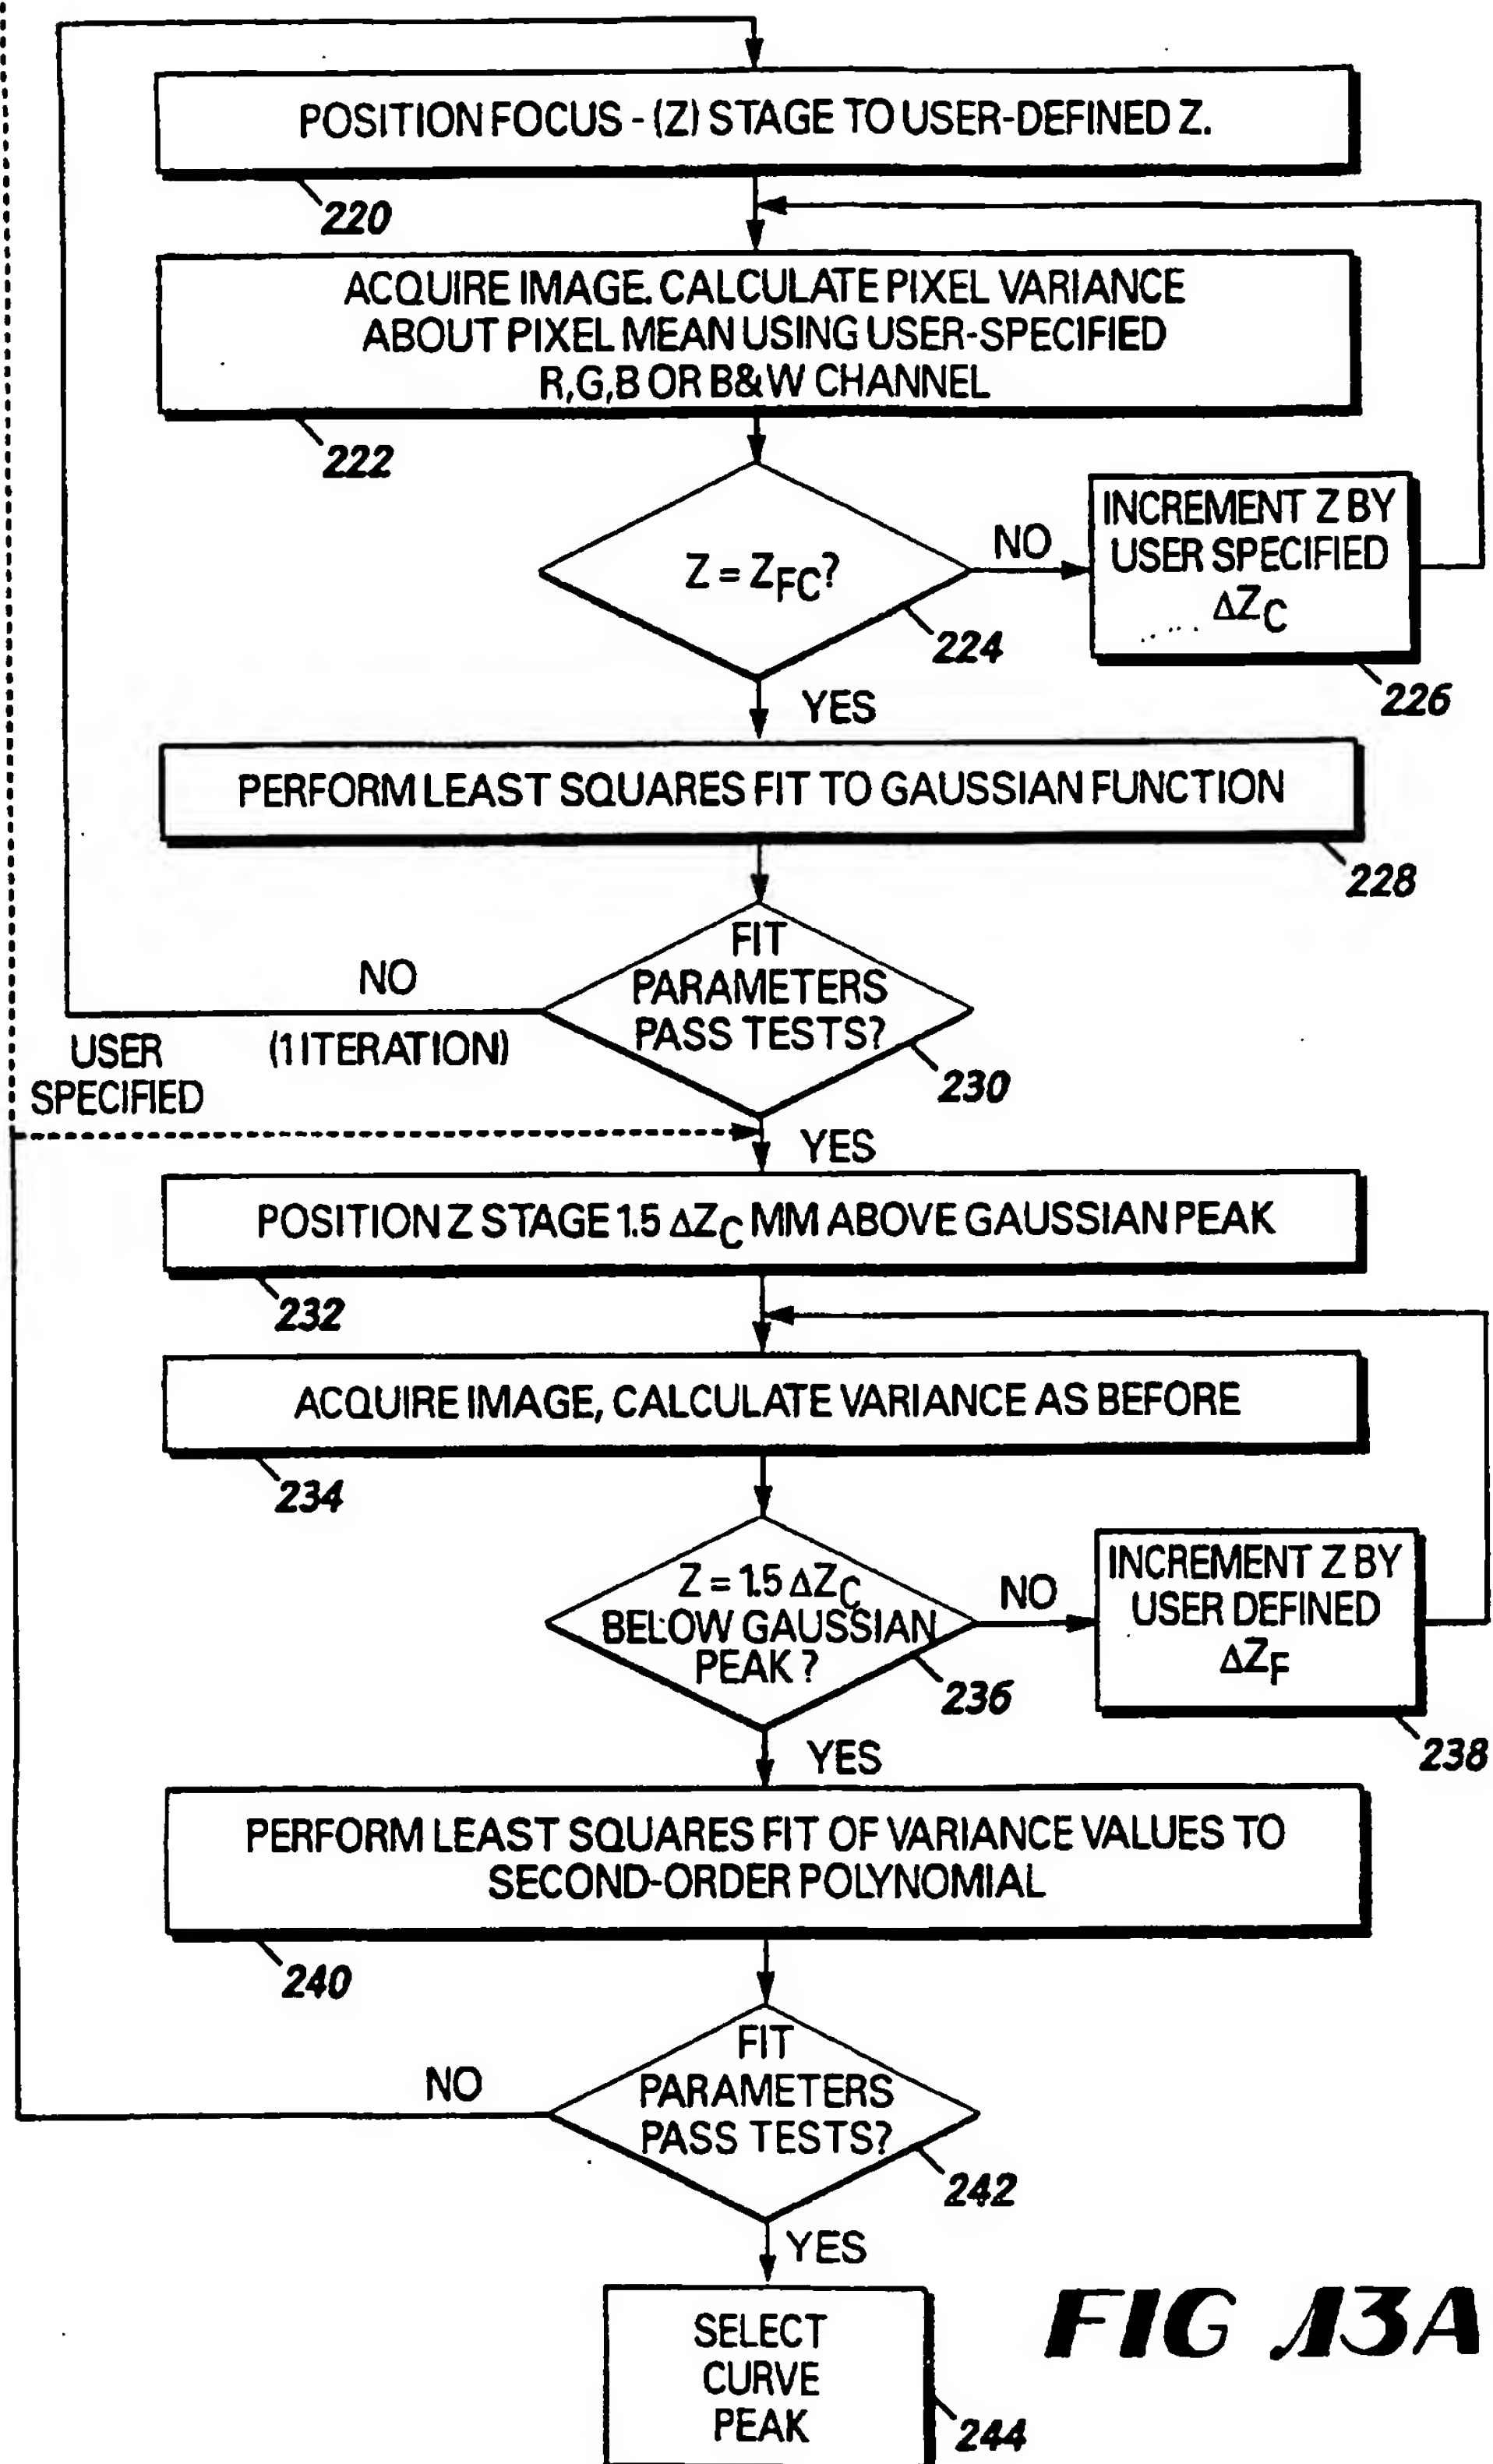 POSITION FOCUS - (Z) STAGE TO USER-DEFINED Z.
220
ACQUIRE IMAGE. CALCULATE PIXEL VARIANCE
ABOUT PIXEL MEAN USING USER-SPECIFIED
R,G,B OR B&W CHANNEL
222
Z = ZFC?
224
NO
INCREMENT Z BY
USER SPECIFIED
ΔZC
226
YES
PERFORM LEAST SQUARES FIT TO GAUSSIAN FUNCTION
228
FIT
PARAMETERS
PASS TESTS?
230
NO
(1 ITERATION)
USER
SPECIFIED
YES
POSITION Z STAGE 1.5 ΔZC MM ABOVE GAUSSIAN PEAK
232
ACQUIRE IMAGE, CALCULATE VARIANCE AS BEFORE
234
Z = 1.5 ΔZC
BELOW GAUSSIAN
PEAK ?
236
NO
INCREMENT Z BY
USER DEFINED
ΔZF
238
YES
PERFORM LEAST SQUARES FIT OF VARIANCE VALUES TO
SECOND-ORDER POLYNOMIAL
240
FIT
PARAMETERS
PASS TESTS?
242
NO
YES
SELECT
CURVE
PEAK
244
FIG 13A